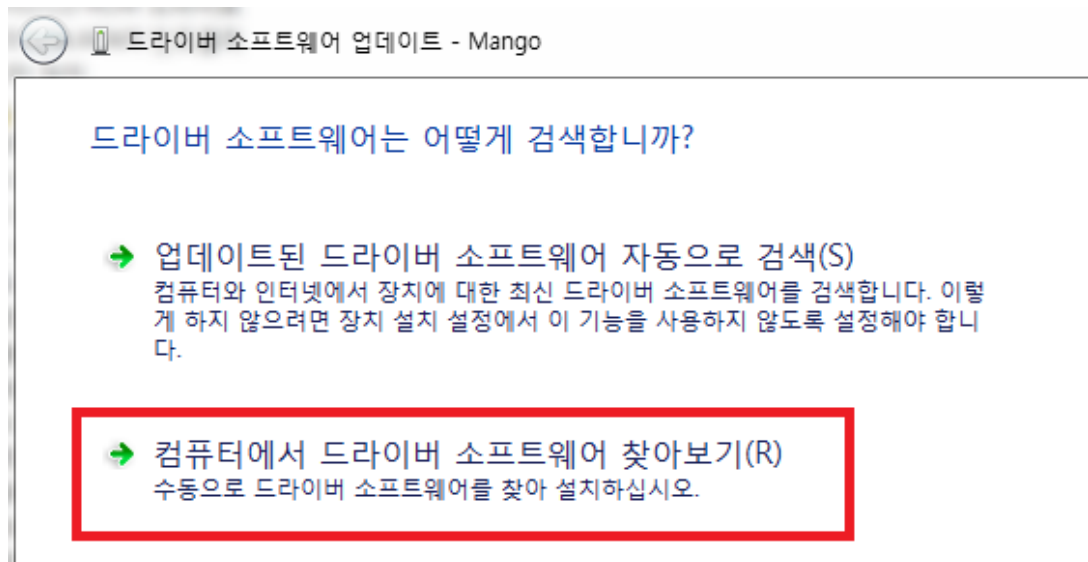 드라이버 소프트웨어 업데이트 - Mango
드라이버 소프트웨어는 어떻게 검색합니까?
업데이트된 드라이버 소프트웨어 자동으로 검색(S)
컴퓨터와 인터넷에서 장치에 대한 최신 드라이버 소프트웨어를 검색합니다. 이렇
게 하지 않으려면 장치 설치 설정에서 이 기능을 사용하지 않도록 설정해야 합니
다.
컴퓨터에서 드라이버 소프트웨어 찾아보기(R)
수동으로 드라이버 소프트웨어를 찾아 설치하십시오.